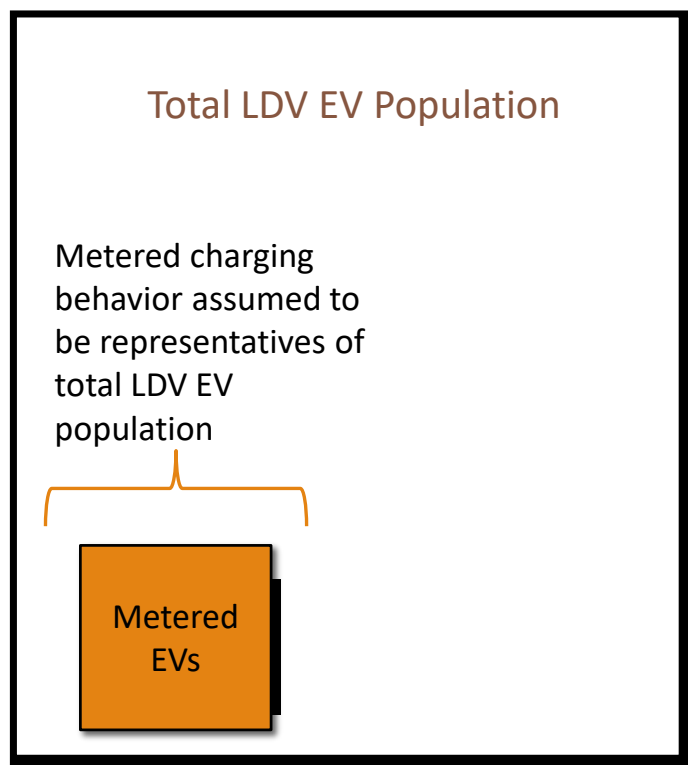 Total LDV EV Population
Metered charging
behavior assumed to
be representatives of
total LDV EV
population
Metered
EVs